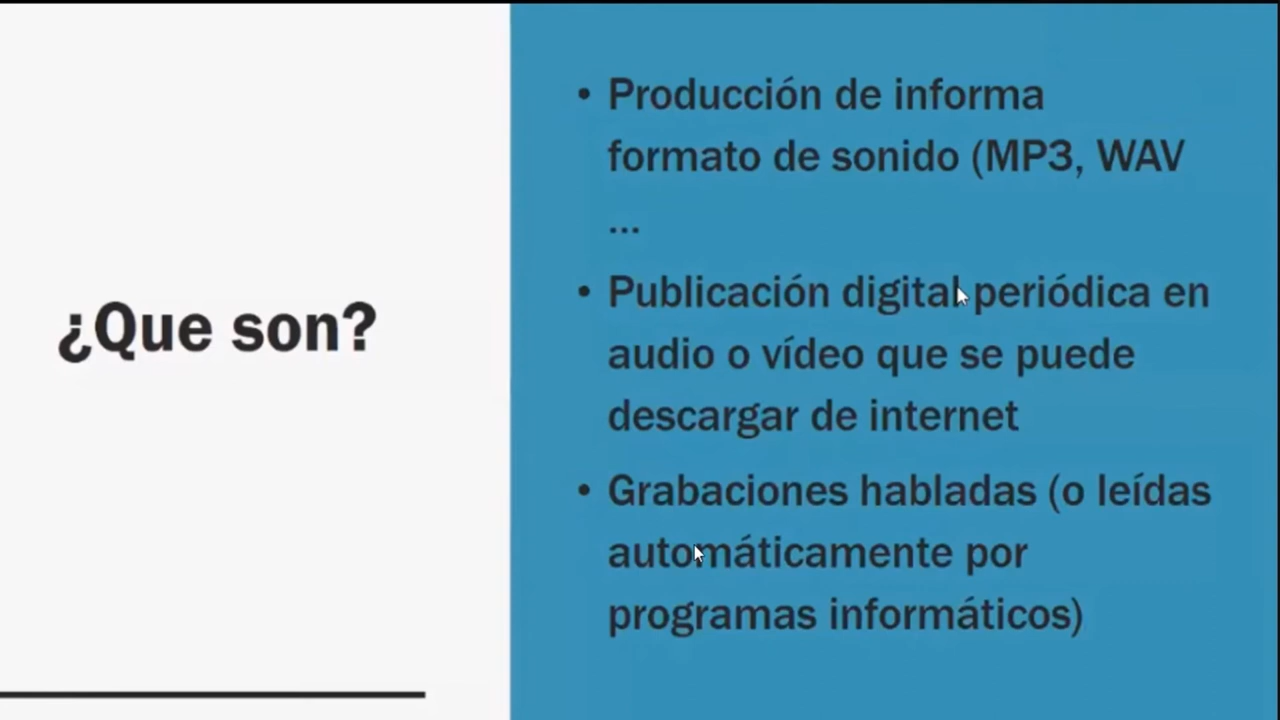 ¿Que son?
• Producción de informa
formato de sonido (MP3, WAV
...
• Publicación digital periódica en
audio o vídeo que se puede
descargar de internet
• Grabaciones habladas (o leídas
automáticamente por
programas informáticos)